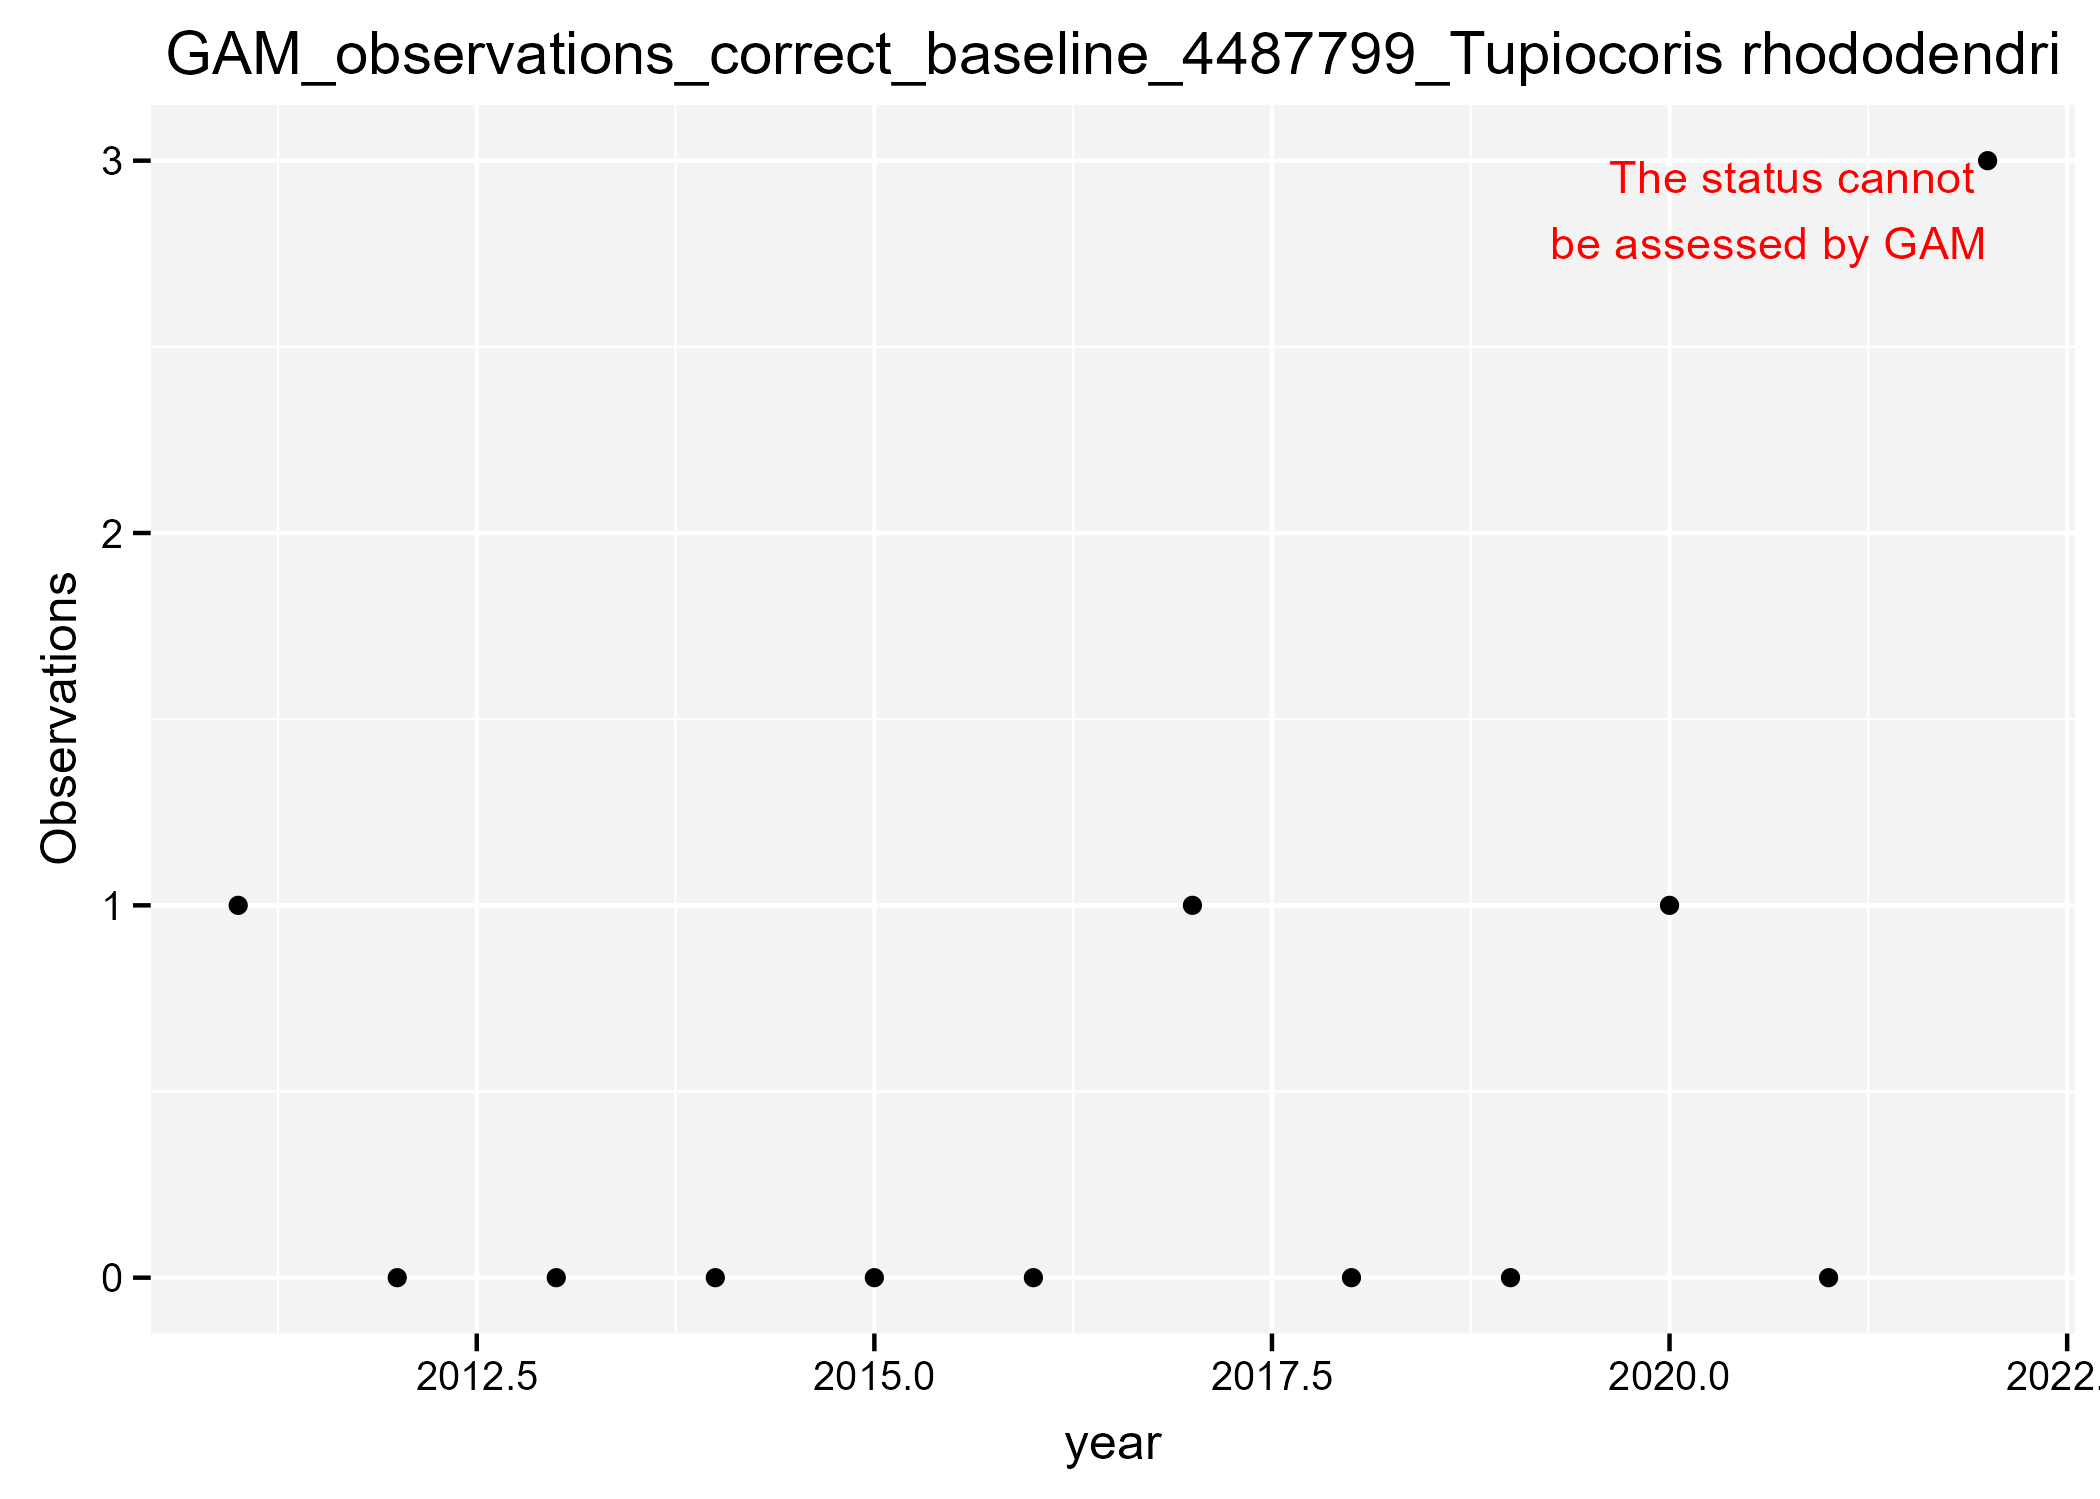 GAM_observations_correct_baseline_4487799_Tupiocoris rhododendri
3
The status cannot
be assessed by GAM
2
Observations
1
0
2012.5 2015.0 2017.5 2020.0 2022.
year